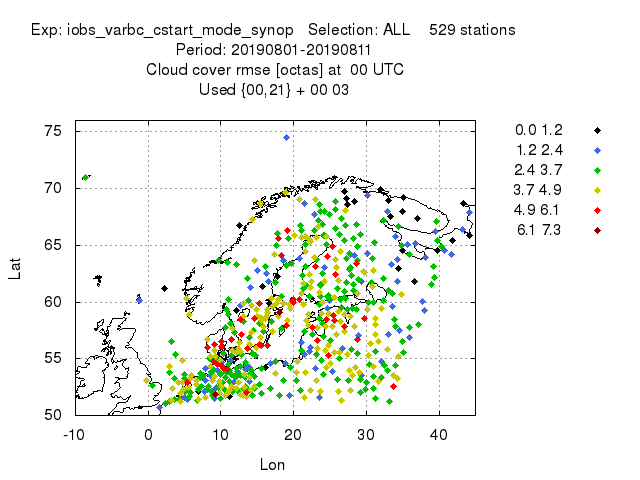 Exp: iobs_varbc_cstart_mode_synop   Selection: ALL    529 stations
Period: 20190801-20190811
Cloud cover rmse [octas] at  00 UTC
Used {00,21} + 00 03
0.0 1.2
1.2 2.4
2.4 3.7
3.7 4.9
4.9 6.1
6.1 7.3
75
70
65
60
55
50
Lat
-10 0 10 20 30 40
Lon